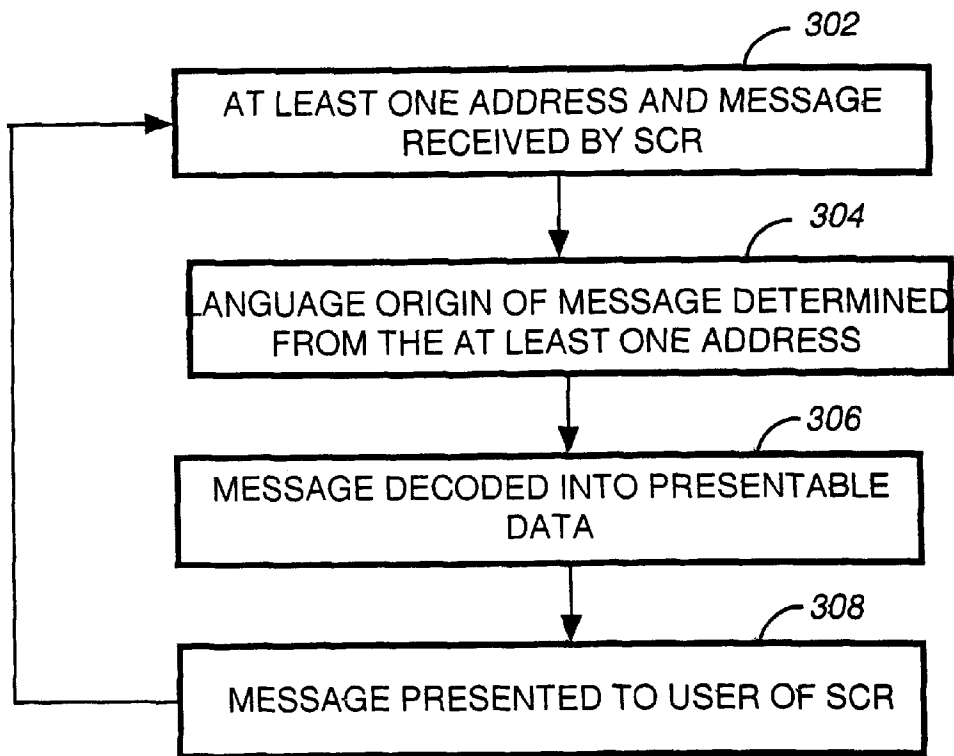 302
AT LEAST ONE ADDRESS AND MESSAGE
RECEIVED BY SCR
304
LANGUAGE ORIGIN OF MESSAGE DETERMINED
FROM THE AT LEAST ONE ADDRESS
306
MESSAGE DECODED INTO PRESENTABLE
DATA
308
MESSAGE PRESENTED TO USER OF SCR